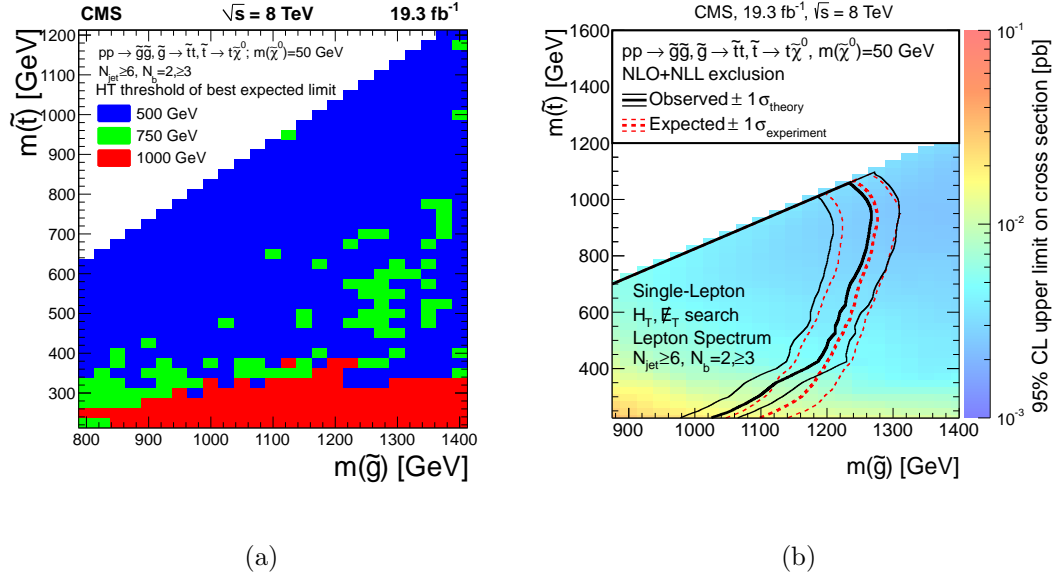 CMS √s = 8 TeV 19.3 fb⁻¹
pp → g̃g̃, g̃ → t̃t, t̃ → tχ̃⁰; m(χ̃⁰)=50 GeV
N_jet≥6, N_b=2,≥3
HT threshold of best expected limit
500 GeV
750 GeV
1000 GeV
m(t̃) [GeV]
1200
1100
1000
900
800
700
600
500
400
300
800 900 1000 1100 1200 1300 1400
m(g̃) [GeV]
(a)
CMS, 19.3 fb⁻¹, √s = 8 TeV
pp → g̃g̃, g̃ → t̃t, t̃ → tχ̃⁰, m(χ̃⁰)=50 GeV
NLO+NLL exclusion
Observed ± 1σ_theory
Expected ± 1σ_experiment
m(t̃) [GeV]
1600
1400
1200
1200
1000
800
600
400
Single-Lepton
H_T, E̸_T search
Lepton Spectrum
N_jet≥6, N_b=2,≥3
900 1000 1100 1200 1300 1400
m(g̃) [GeV]
10⁻¹
10⁻²
10⁻³
95% CL upper limit on cross section [pb]
(b)